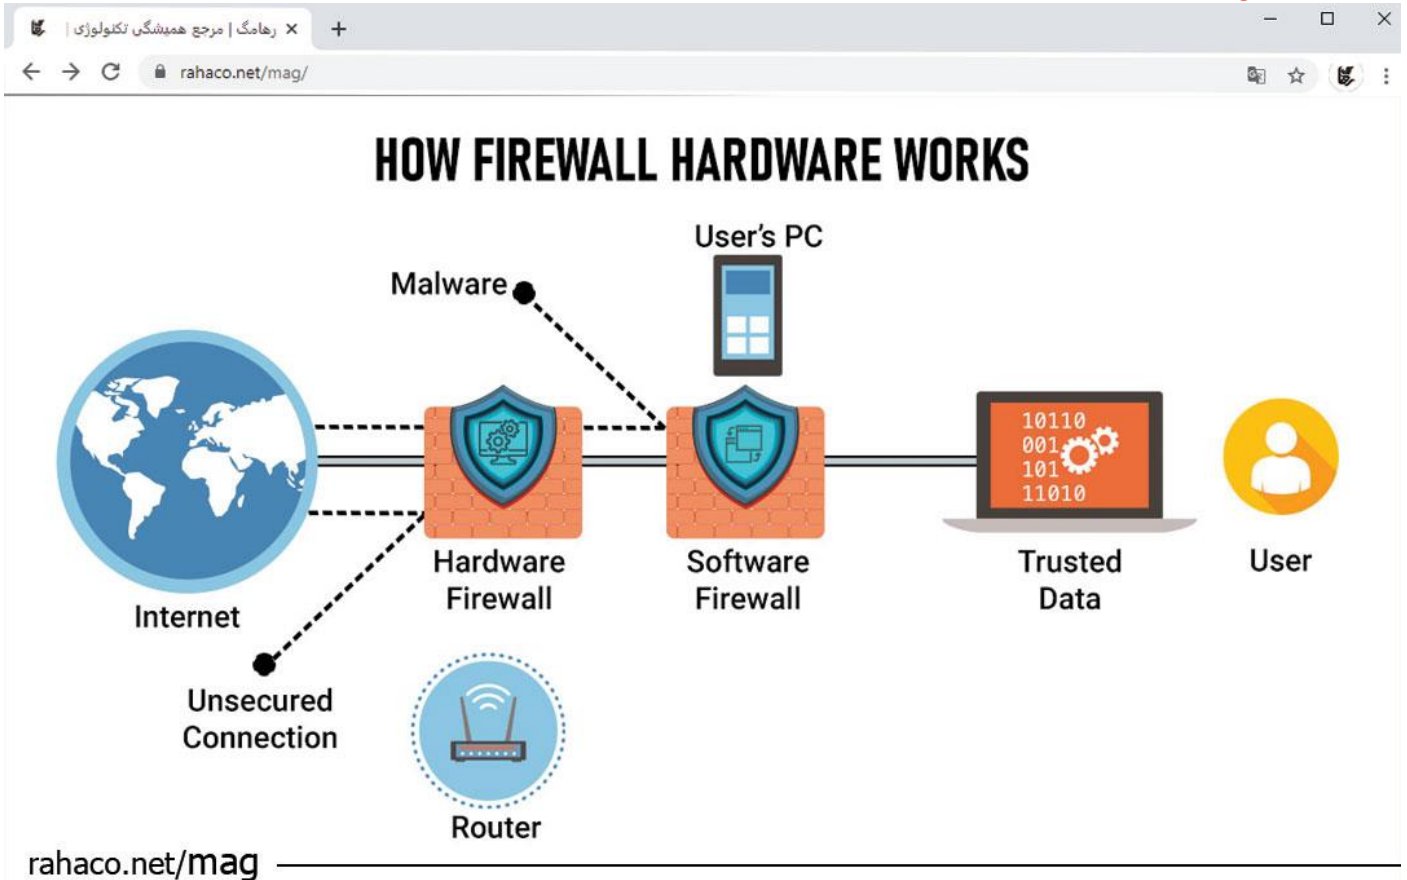 رهامگ | مرجع همیشگی تکنولوژی |
rahaco.net/mag/
HOW FIREWALL HARDWARE WORKS
User's PC
Malware
10110
001
101
11010
Hardware
Firewall
Software
Firewall
Trusted
Data
User
Internet
Unsecured
Connection
Router
rahaco.net/mag